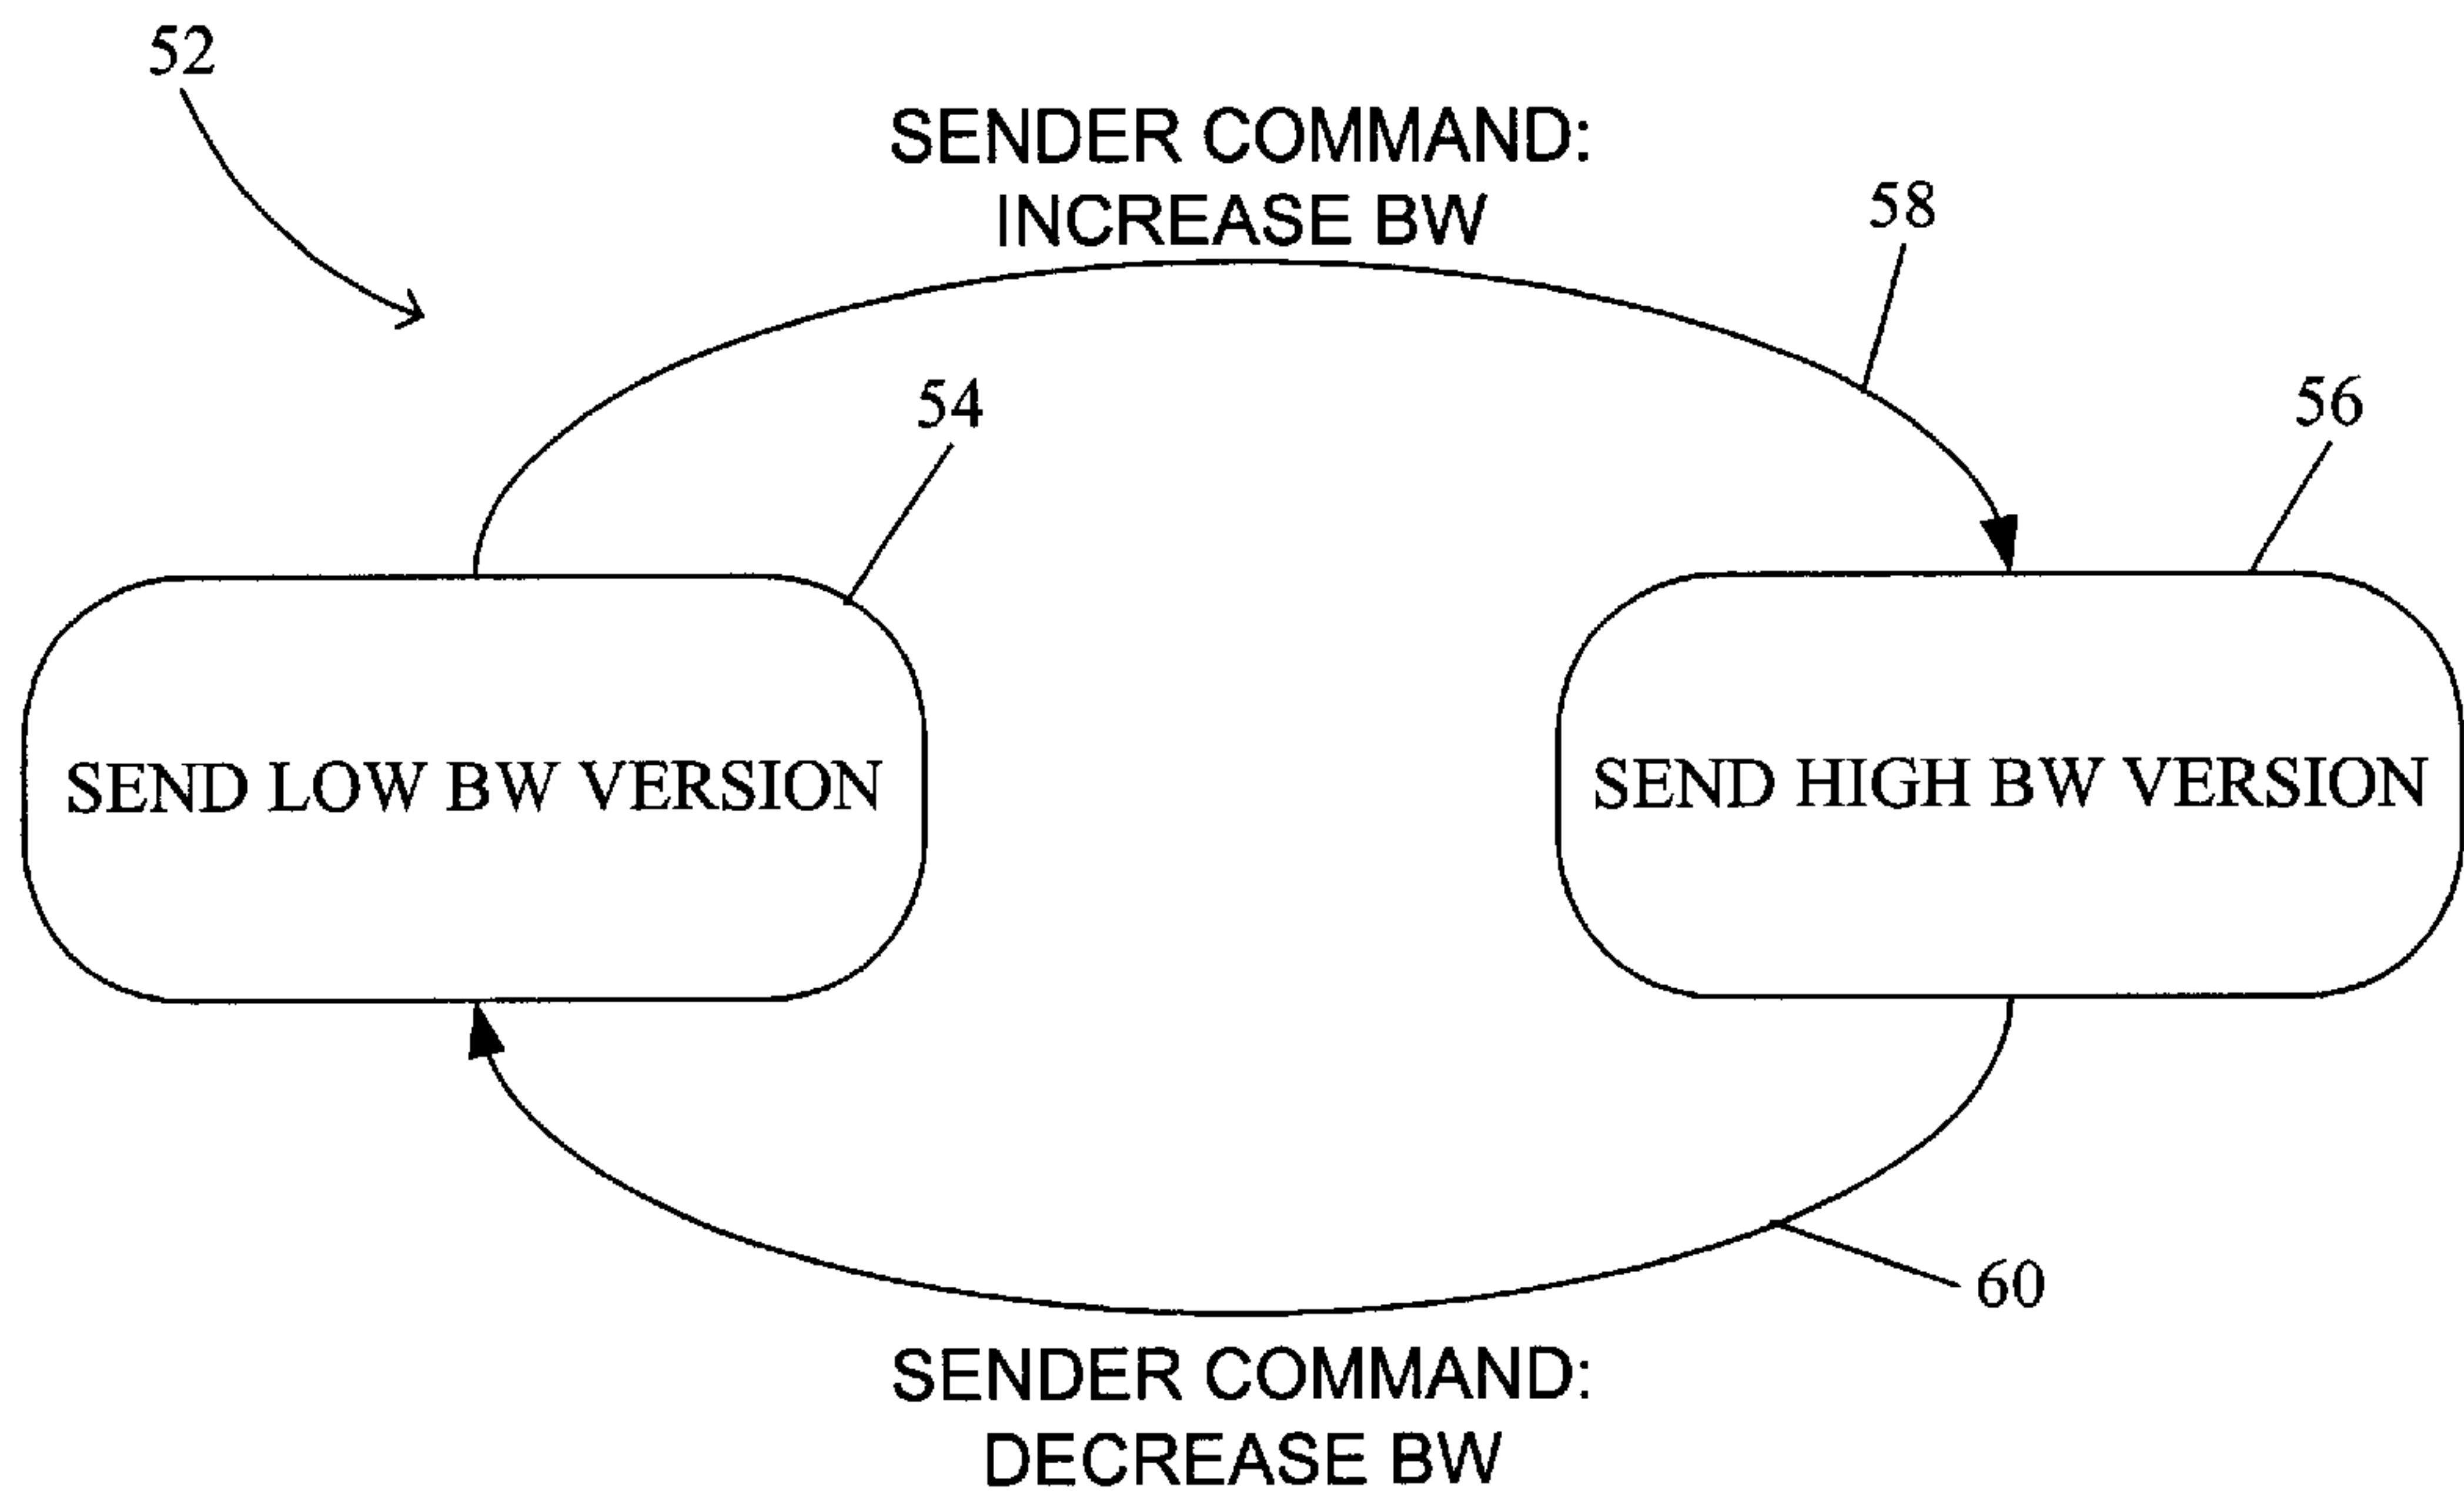 52
SENDER COMMAND:
INCREASE BW
58
54
56
SEND LOW BW VERSION
SEND HIGH BW VERSION
60
SENDER COMMAND:
DECREASE BW